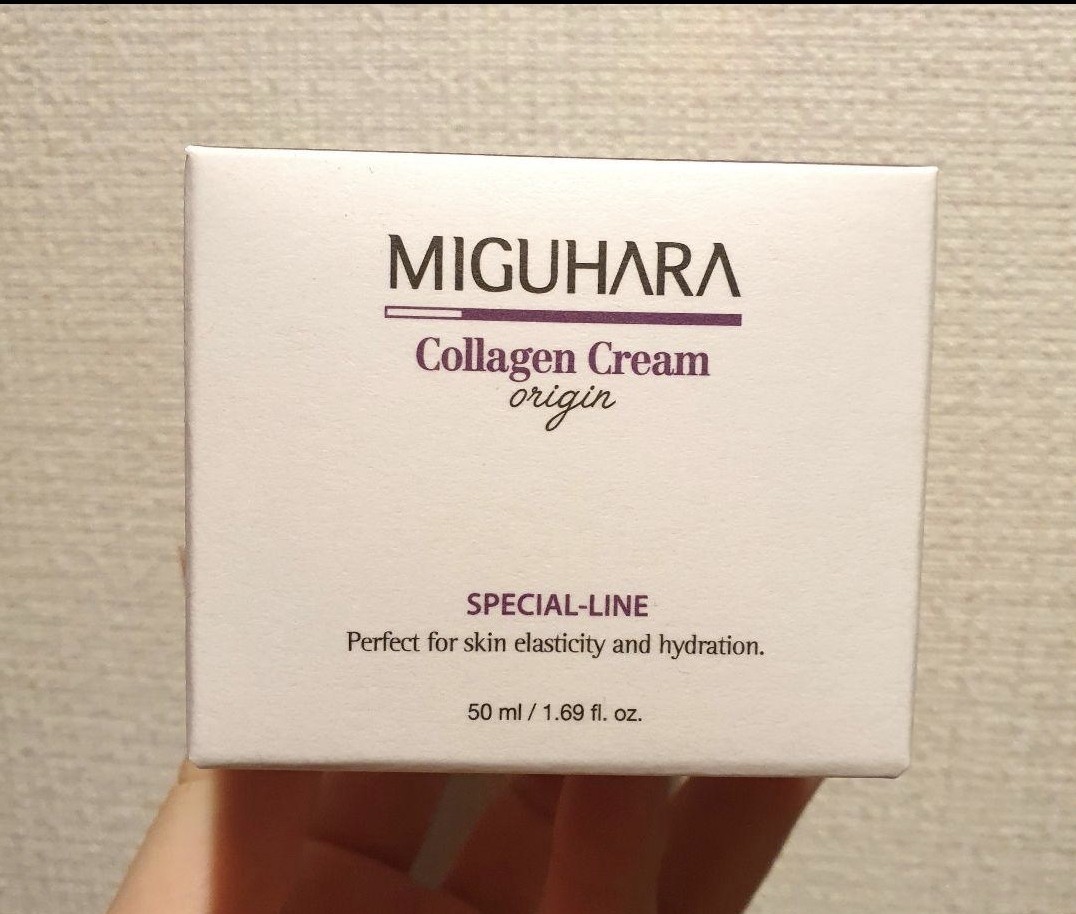 MIGUHARA
Collagen Cream
origin
SPECIAL-LINE
Perfect for skin elasticity and hydration.
50 ml / 1.69 fl. oz.